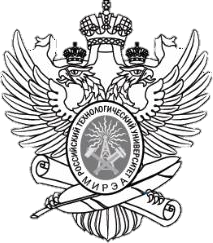 РОССИЙСКИЙ ТЕХНОЛОГИЧЕСКИЙ УНИВЕРСИТЕТ
МИРЭА